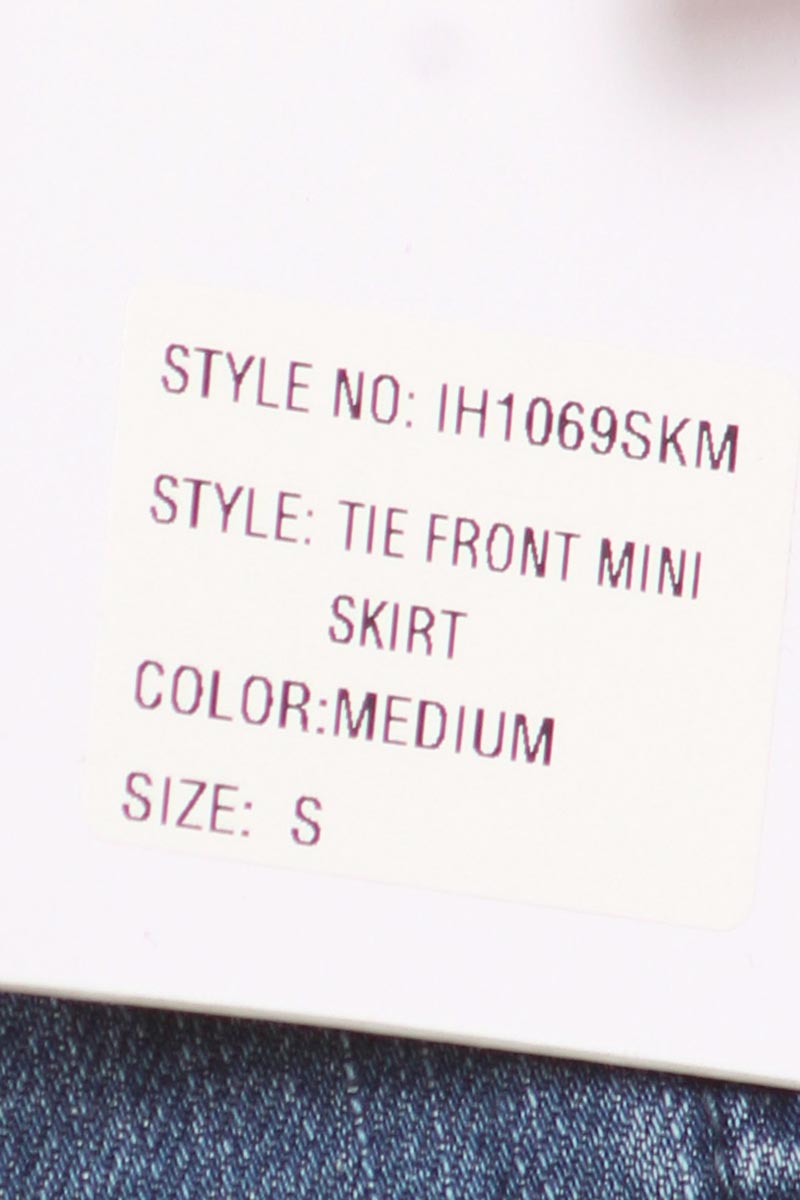 STYLE NO: IH1069SKM
STYLE: TIE FRONT MINI
SKIRT
COLOR:MEDIUM
SIZE: S